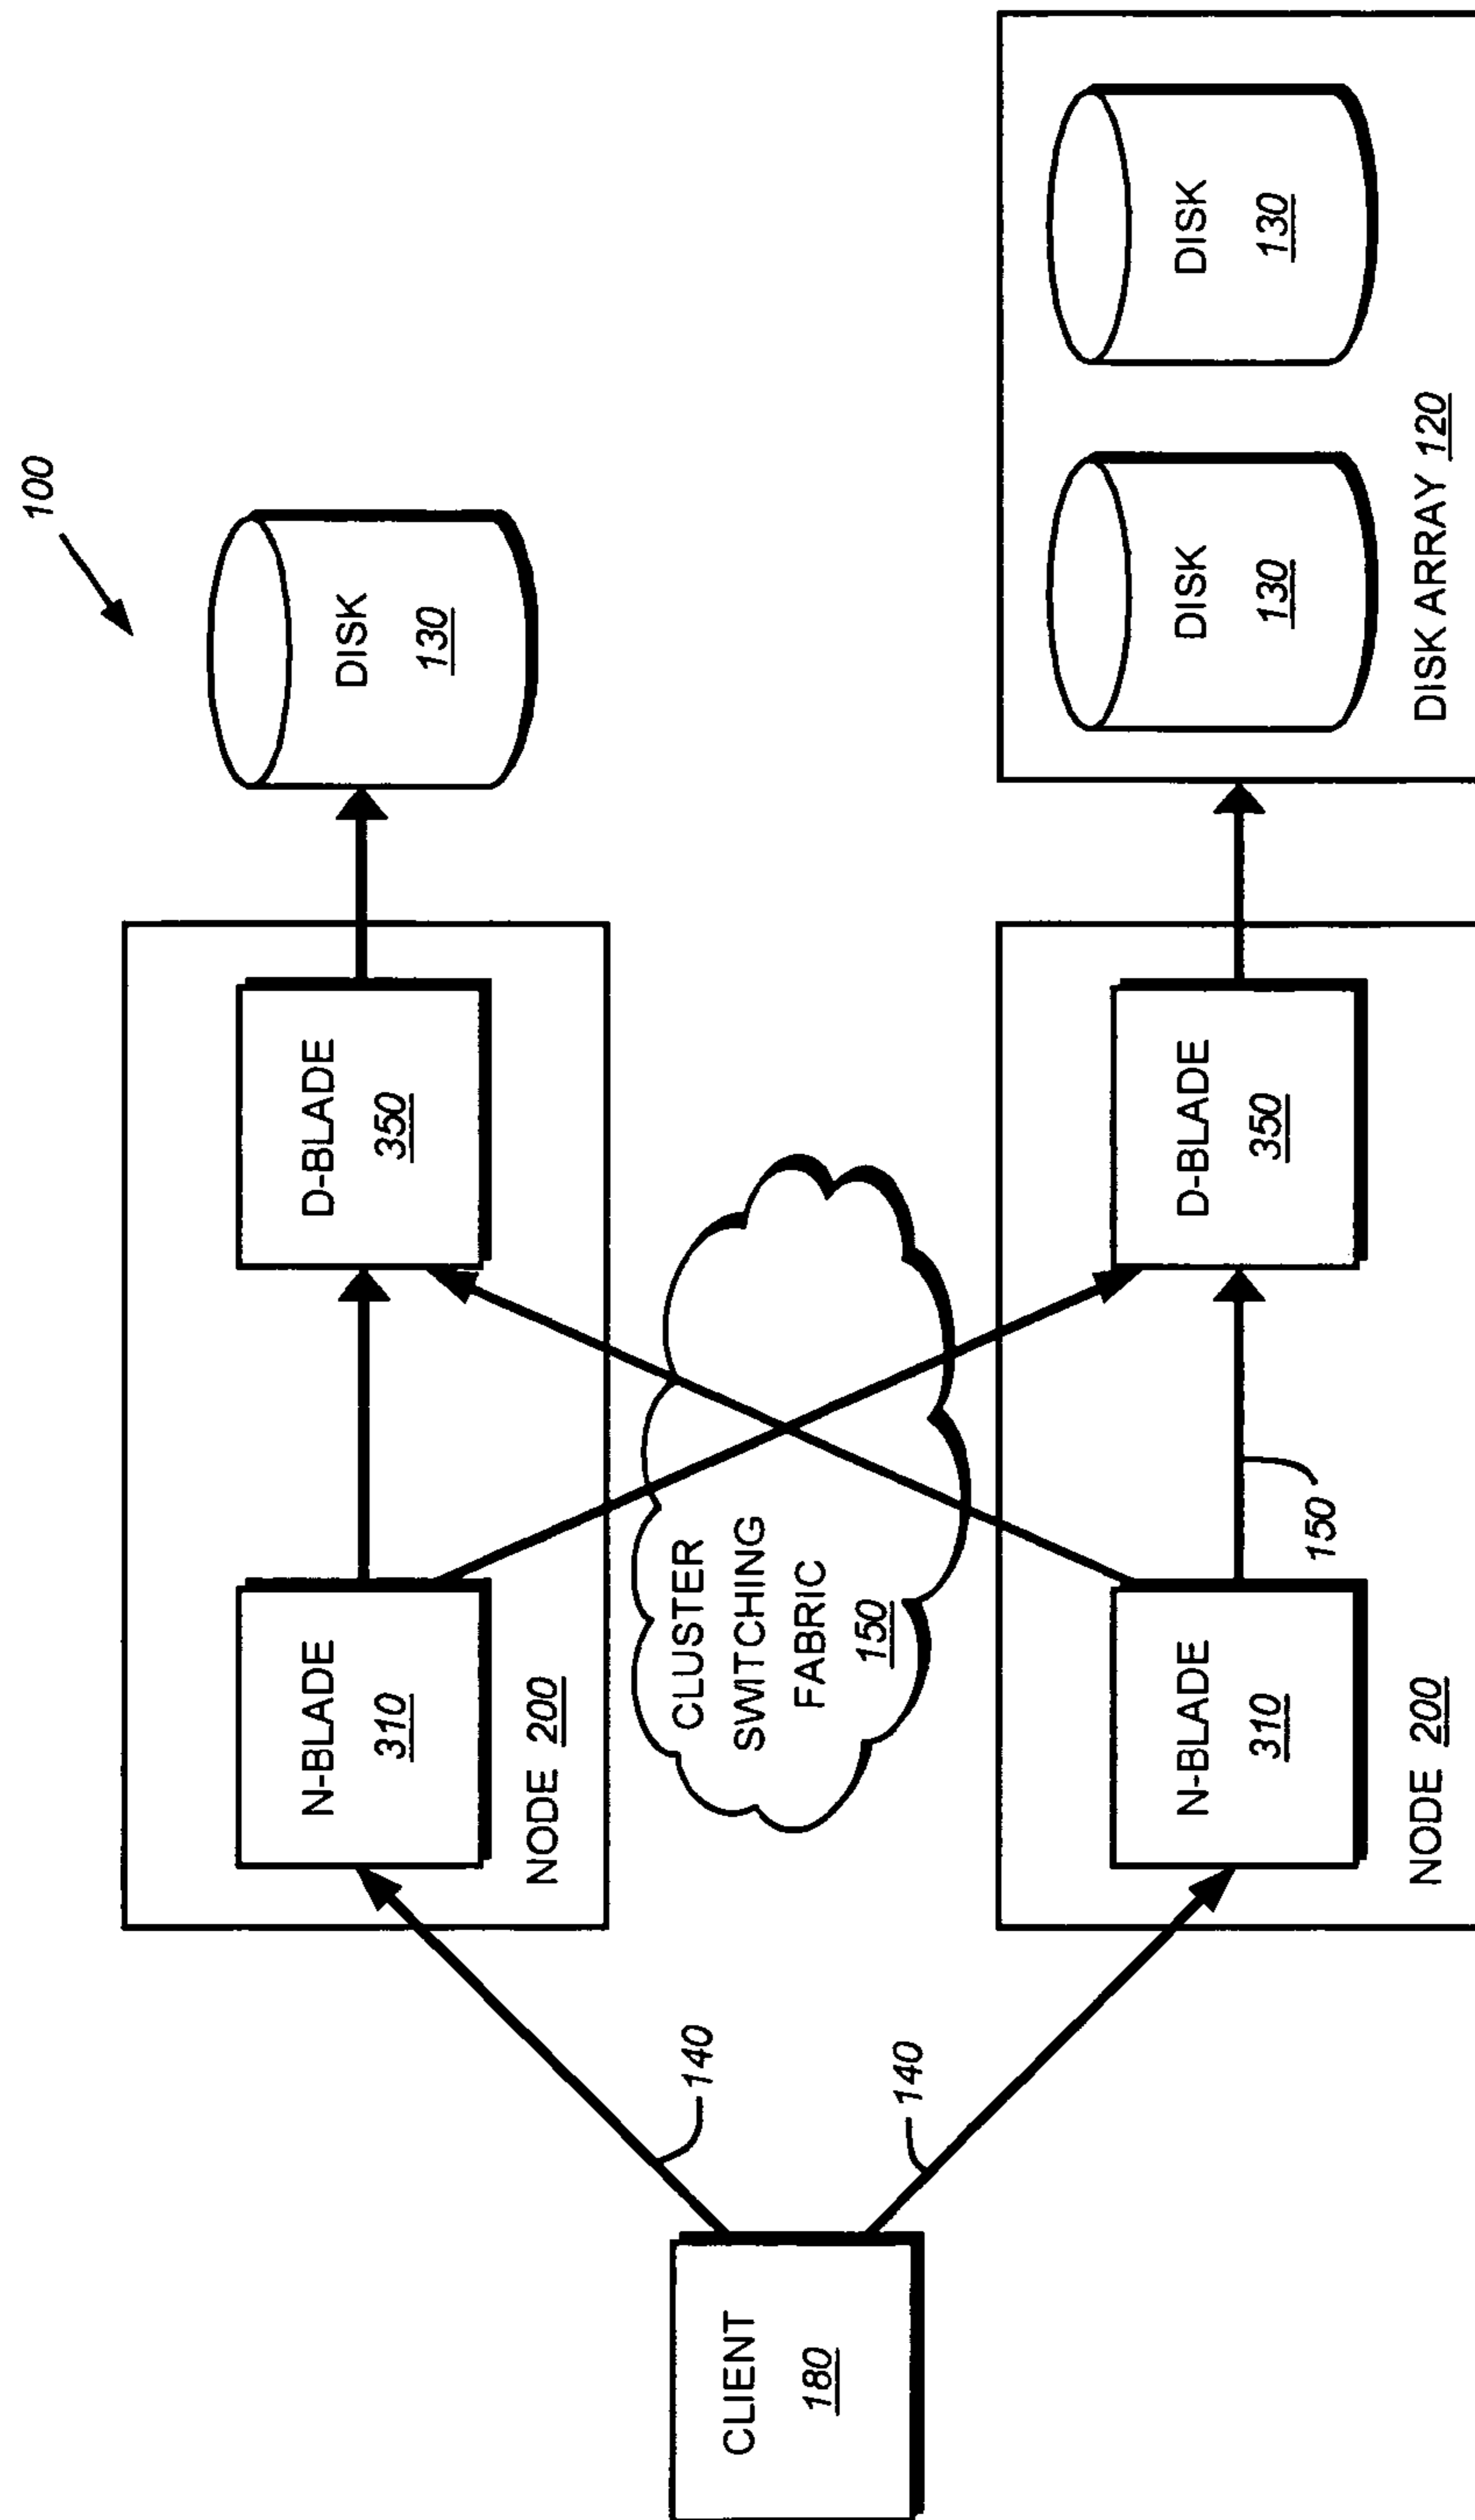 100
CLIENT
180
140
140
N-BLADE
310
NODE 200
D-BLADE
350
DISK
130
CLUSTER
SWITCHING
FABRIC
150
N-BLADE
310
NODE 200
150
D-BLADE
350
DISK
130
DISK
130
DISK ARRAY 120